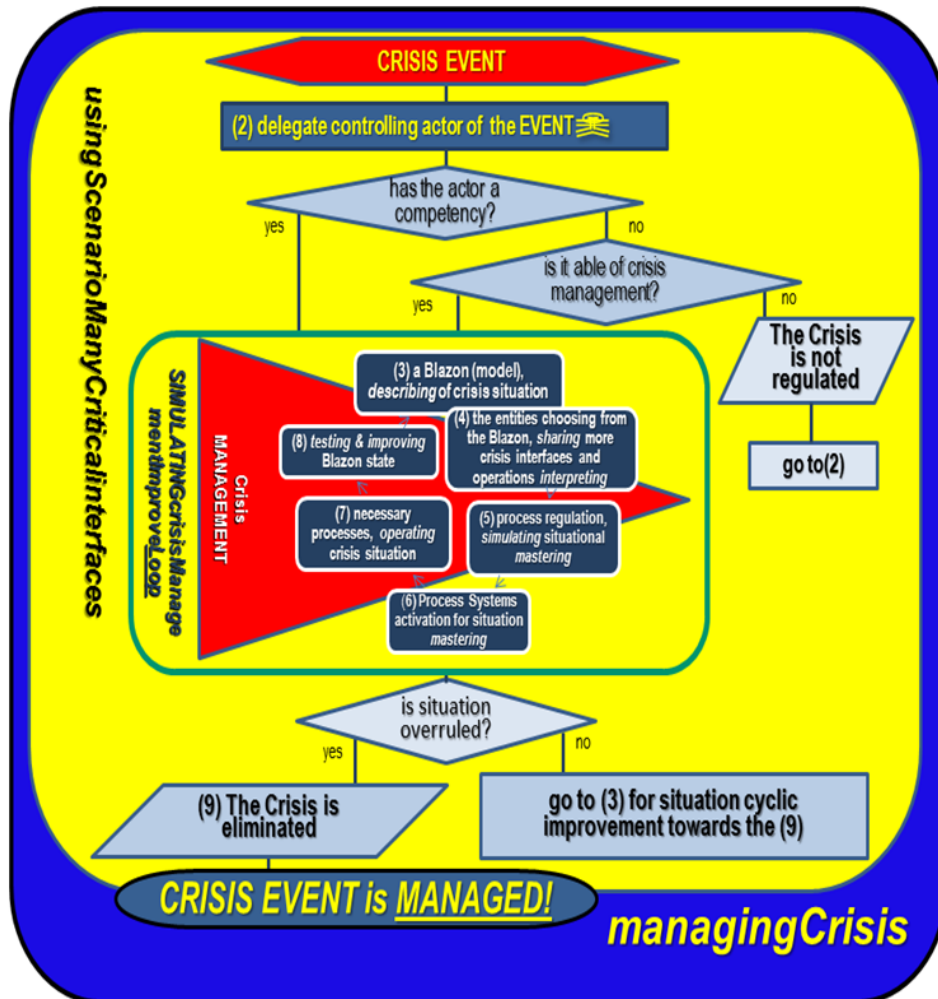 CRISIS EVENT
(2) delegate controlling actor of the EVENT
has the actor a
competency?
yes
no
is it able of crisis
management?
yes
no
The Crisis
is not
regulated
go to(2)
usingScenarioManyCriticalInterfaces
SIMULATINGcrisisManage
mentImproveLoop
Crisis
MANAGEMENT
(3) a Blazon (model),
describing of crisis situation
(4) the entities choosing from
the Blazon, sharing more
crisis interfaces and
operations interpreting
(8) testing & improving
Blazon state
(7) necessary
processes, operating
crisis situation
(5) process regulation,
simulating situational
mastering
(6) Process Systems
activation for situation
mastering
is situation
overruled?
yes
no
(9) The Crisis is
eliminated
go to (3) for situation cyclic
improvement towards the (9)
CRISIS EVENT is MANAGED!
managingCrisis